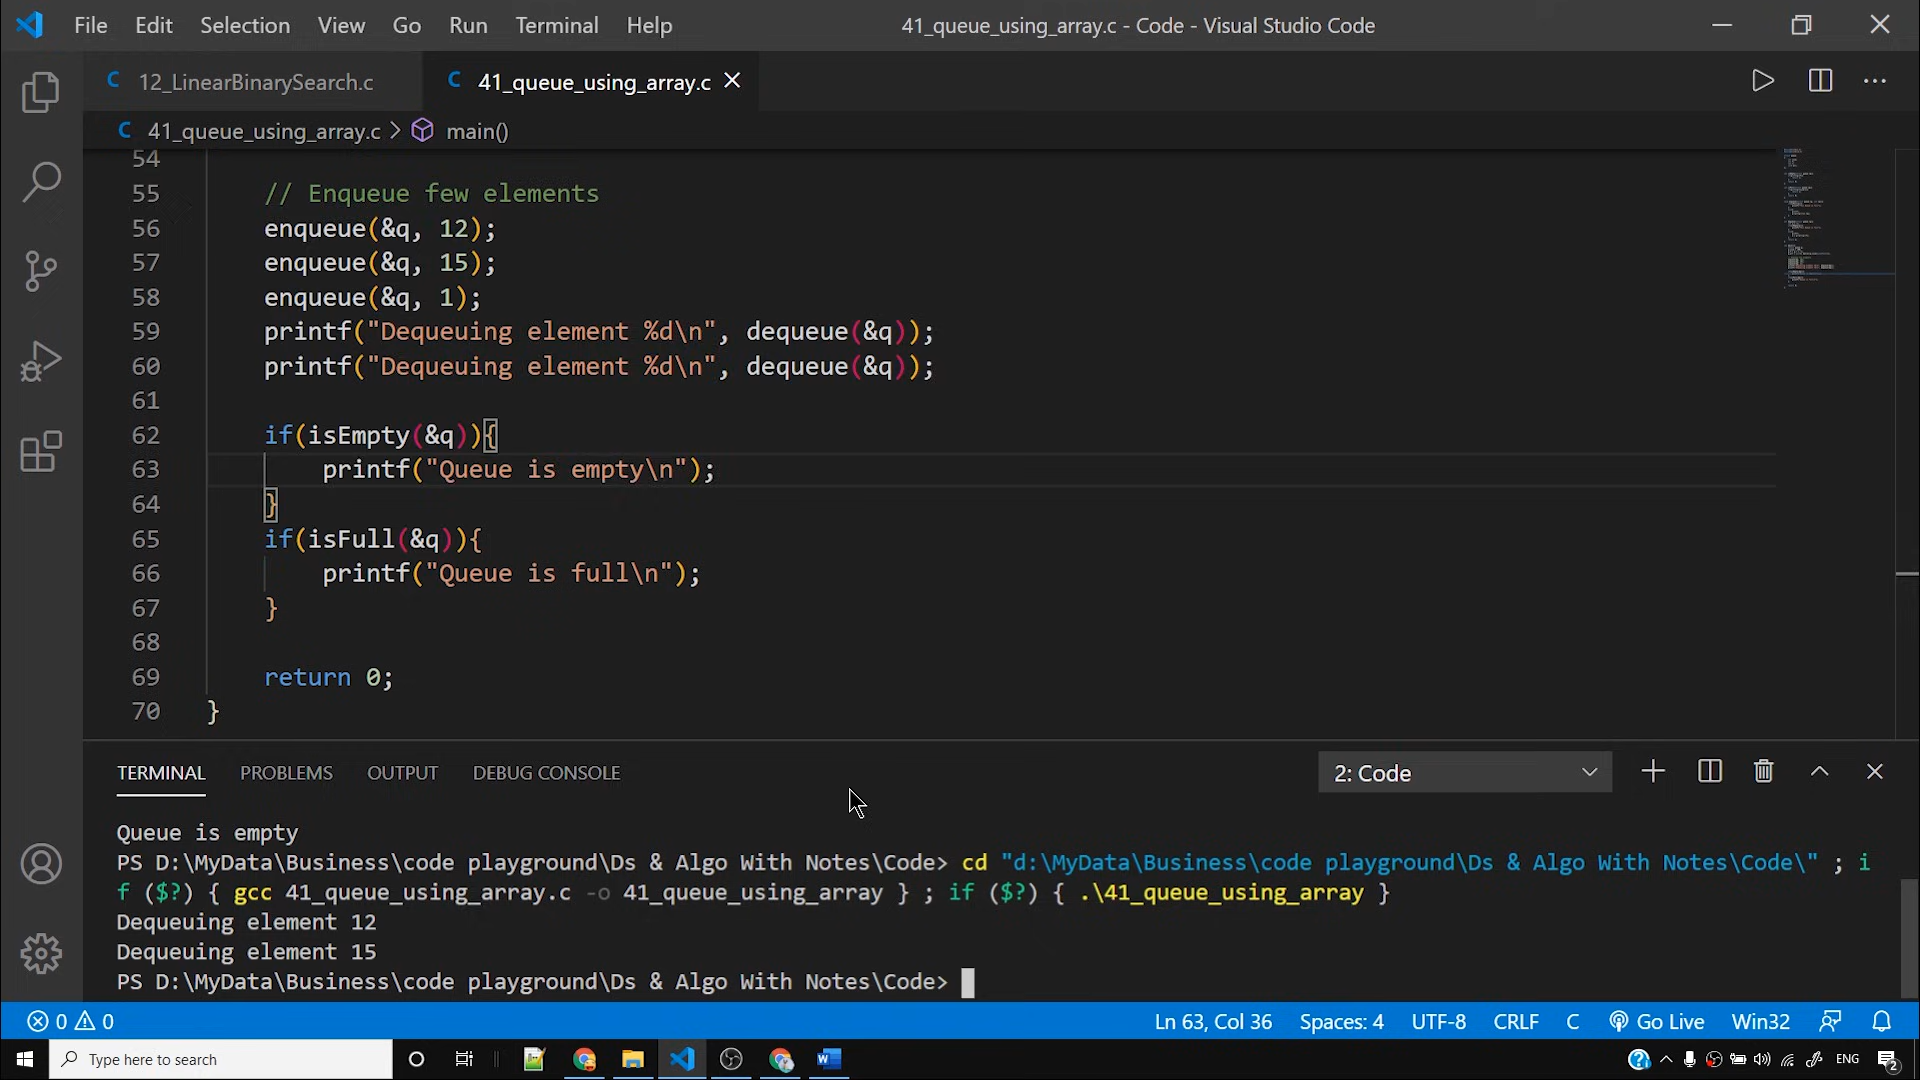 File Edit Selection View Go Run Terminal Help 41_queue_using_array.c - Code - Visual Studio Code
C 12_LinearBinarySearch.c C 41_queue_using_array.c
C 41_queue_using_array.c > main()
54
55 // Enqueue few elements
56 enqueue(&q, 12);
57 enqueue(&q, 15);
58 enqueue(&q, 1);
59 printf("Dequeuing element %d\n", dequeue(&q));
60 printf("Dequeuing element %d\n", dequeue(&q));
61
62 if(isEmpty(&q)){
63 printf("Queue is empty\n");
64 }
65 if(isFull(&q)){
66 printf("Queue is full\n");
67 }
68
69 return 0;
70 }
TERMINAL PROBLEMS OUTPUT DEBUG CONSOLE 2: Code
Queue is empty
PS D:\MyData\Business\code playground\Ds & Algo With Notes\Code> cd "d:\MyData\Business\code playground\Ds & Algo With Notes\Code\" ; i
f ($?) { gcc 41_queue_using_array.c -o 41_queue_using_array } ; if ($?) { .\41_queue_using_array }
Dequeuing element 12
Dequeuing element 15
PS D:\MyData\Business\code playground\Ds & Algo With Notes\Code>
0 0 Ln 63, Col 36 Spaces: 4 UTF-8 CRLF C Go Live Win32
Type here to search ENG 2